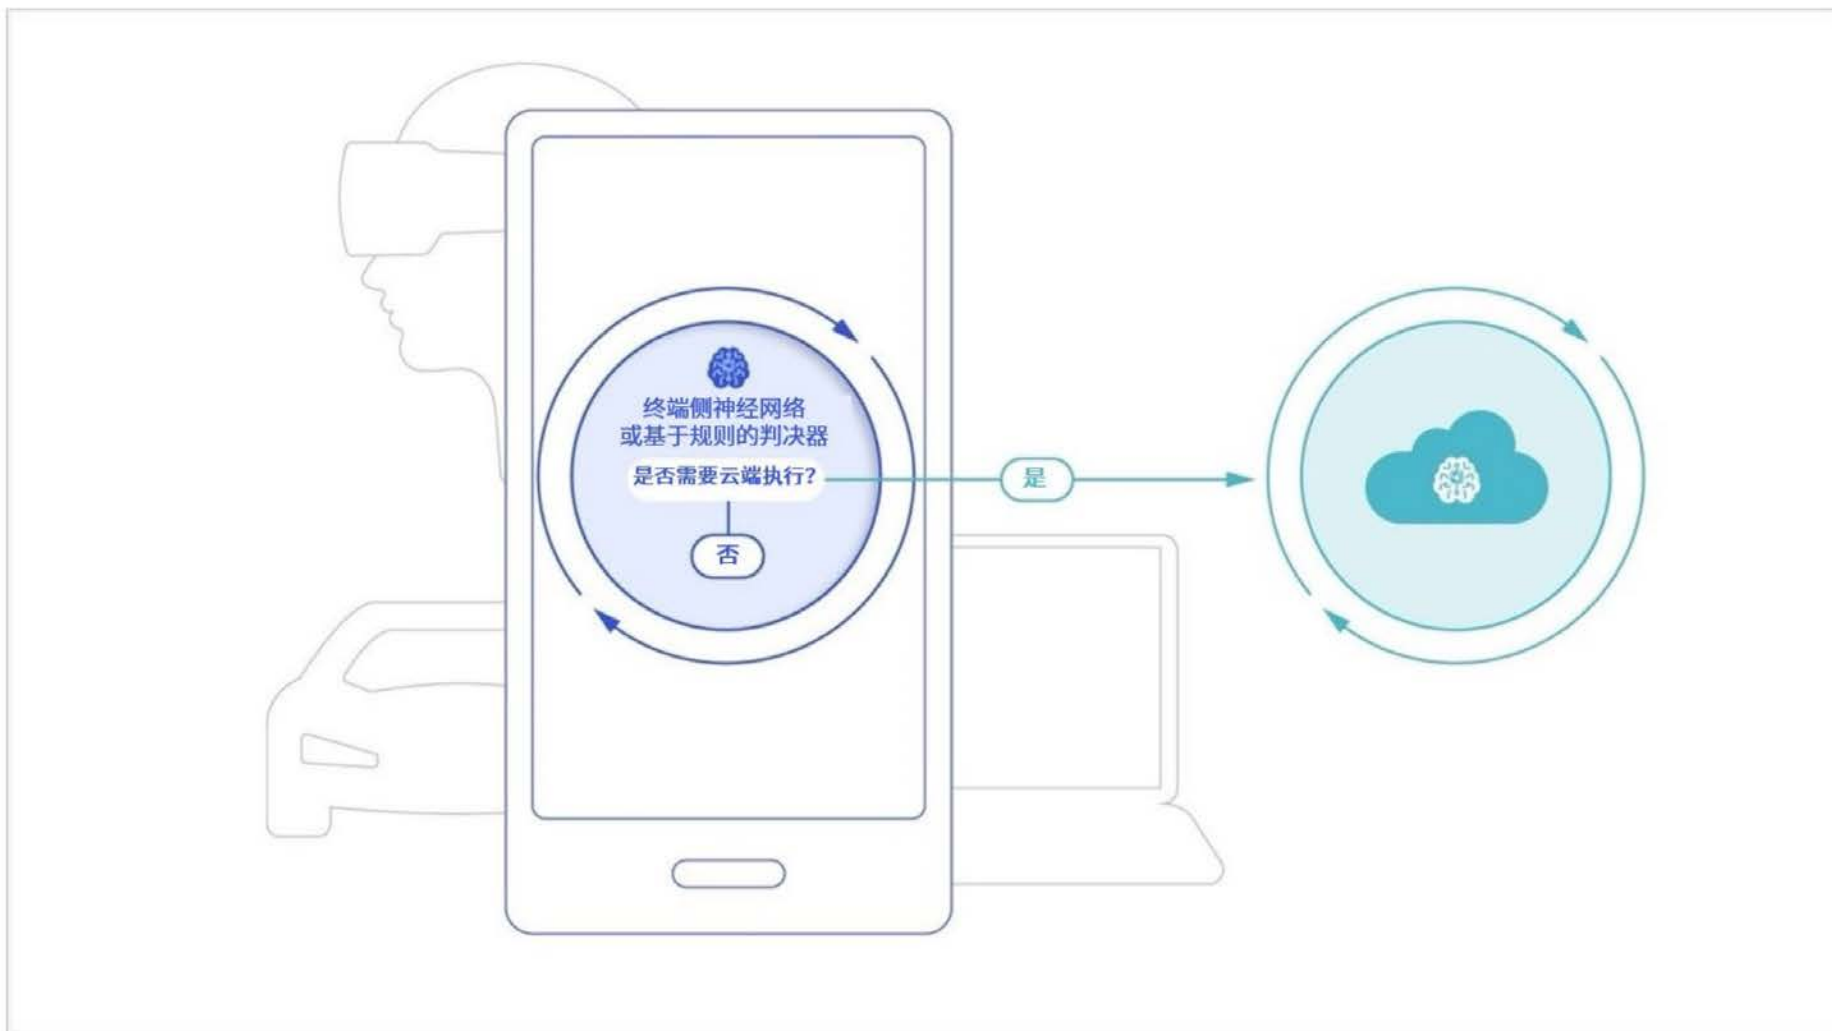 终端侧神经网络
或基于规则的判决器
是否需要云端执行?
是
否